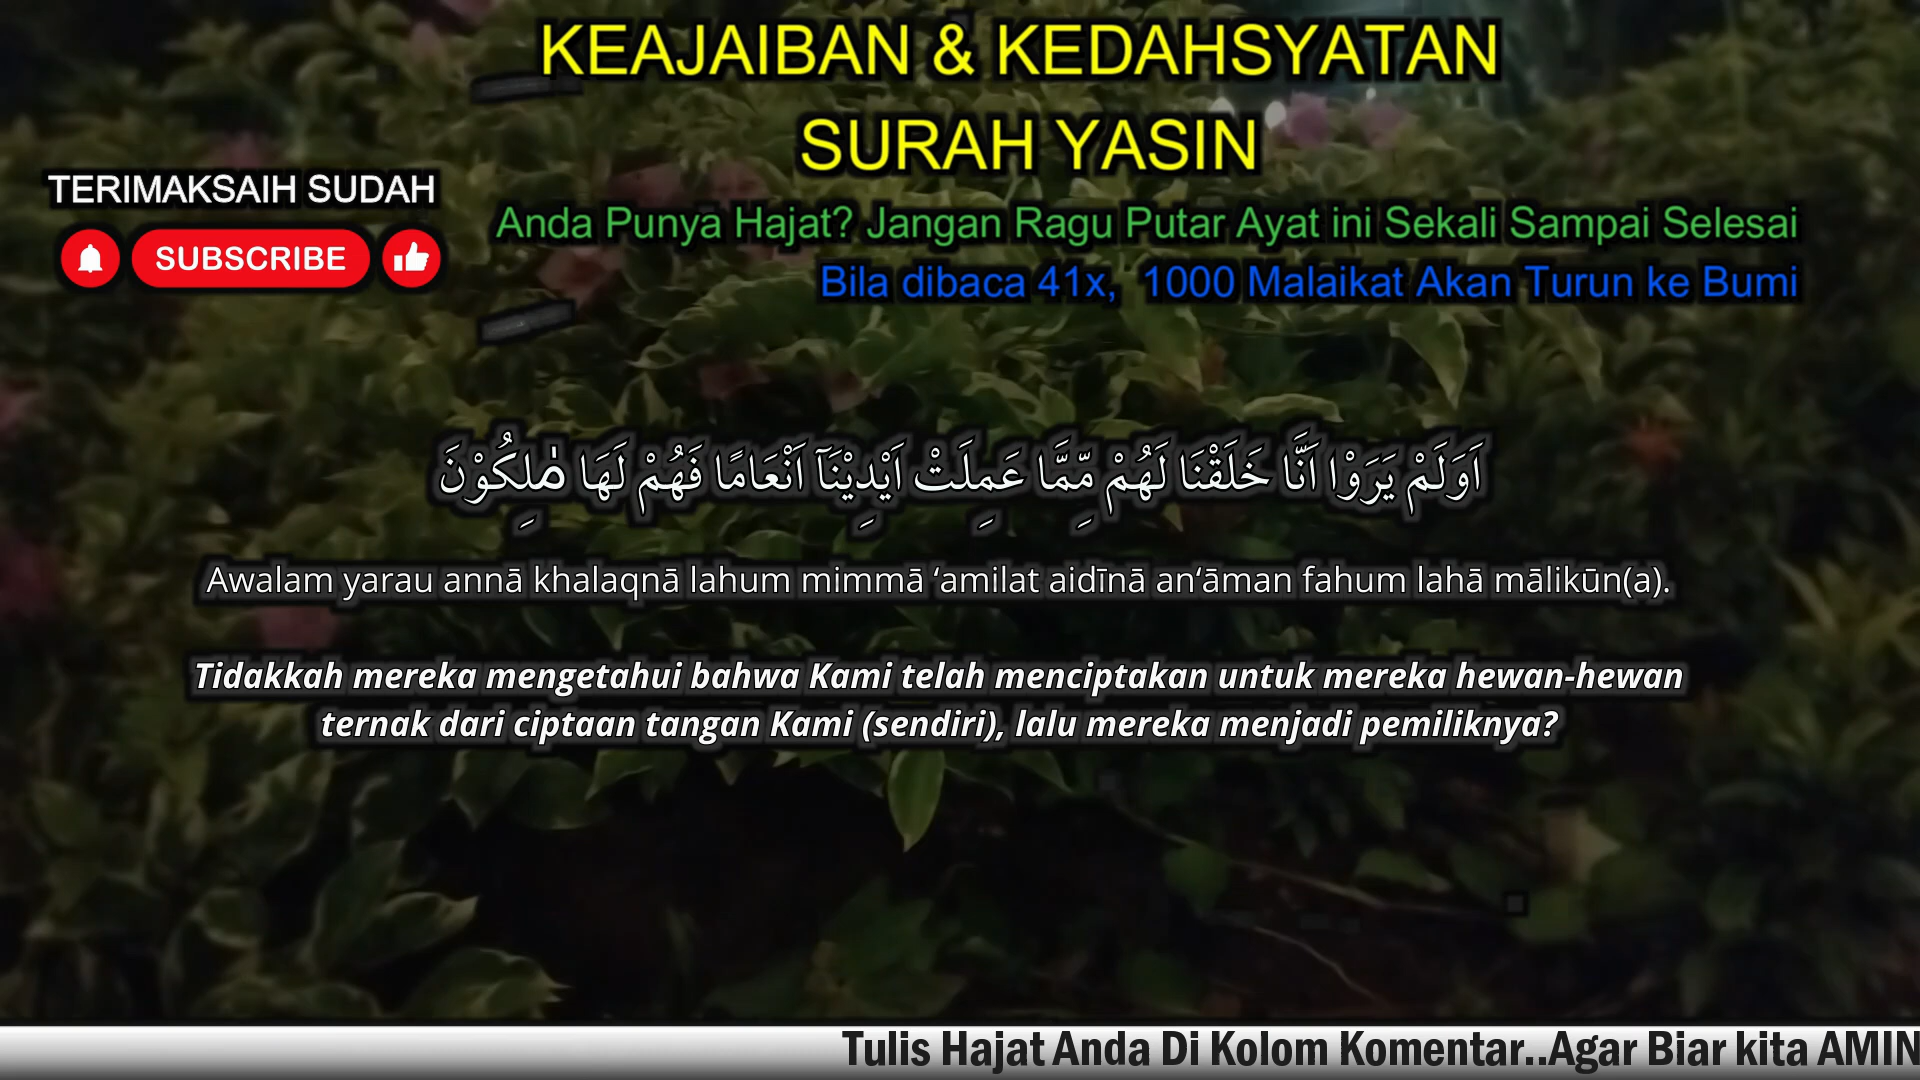 KEAJAIBAN & KEDAHSYATAN
SURAH YASIN
TERIMAKSAIH SUDAH
SUBSCRIBE
Anda Punya Hajat? Jangan Ragu Putar Ayat ini Sekali Sampai Selesai
Bila dibaca 41x, 1000 Malaikat Akan Turun ke Bumi
اَوَلَمْ يَرَوْا اَنَّا خَلَقْنَا لَهُمْ مِّمَّا عَمِلَتْ اَيْدِيْنَآ اَنْعَامًا فَهُمْ لَهَا مٰلِكُوْنَ
Awalam yarau annā khalaqnā lahum mimmā ‘amilat aidīnā an‘āman fahum lahā mālikūn(a).
Tidakkah mereka mengetahui bahwa Kami telah menciptakan untuk mereka hewan-hewan
ternak dari ciptaan tangan Kami (sendiri), lalu mereka menjadi pemiliknya?
Tulis Hajat Anda Di Kolom Komentar..Agar Biar kita AMIN